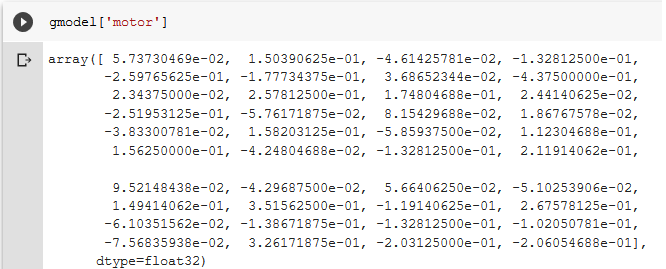 gmodel['motor']
array([ 5.73730469e-02, 1.50390625e-01, -4.61425781e-02, -1.32812500e-01,
-2.59765625e-01, -1.77734375e-01, 3.68652344e-02, -4.37500000e-01,
2.34375000e-02, 2.57812500e-01, 1.74804688e-01, 2.44140625e-02,
-2.51953125e-01, -5.76171875e-02, 8.15429688e-02, 1.86767578e-02,
-3.83300781e-02, 1.58203125e-01, -5.85937500e-02, 1.12304688e-01,
1.56250000e-01, -4.24804688e-02, -1.32812500e-01, 2.11914062e-01,
9.52148438e-02, -4.29687500e-02, 5.66406250e-02, -5.10253906e-02,
1.49414062e-01, 3.51562500e-01, -1.19140625e-01, 2.67578125e-01,
-6.10351562e-02, -1.38671875e-01, -1.32812500e-01, -1.02050781e-01,
-7.56835938e-02, 3.26171875e-01, -2.03125000e-01, -2.06054688e-01],
dtype=float32)